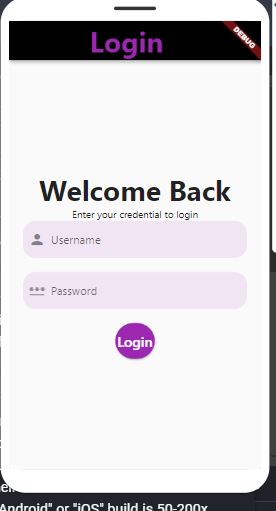 Login
DEBUG
Welcome Back
Enter your credential to login
Username
Password
Login
Android" or "iOS" build is 50-200x